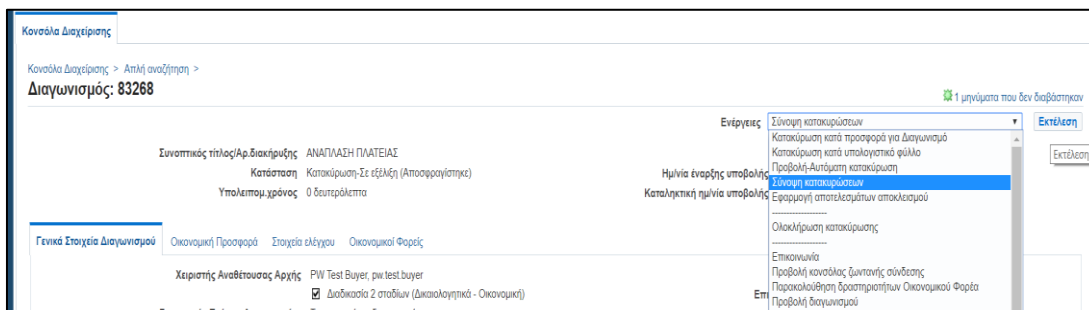 Κονσόλα Διαχείρισης
Κονσόλα Διαχείρισης > Απλή αναζήτηση >
Διαγωνισμός: 83268
1 μηνύματα που δεν διαβάστηκαν
Ενέργειες Σύνοψη κατακυρώσεων Εκτέλεση
Κατακύρωση κατά προσφορά για Διαγωνισμό
Κατακύρωση κατά υπολογιστικό φύλλο
Προβολή-Αυτόματη κατακύρωση
Σύνοψη κατακυρώσεων
Εφαρμογή αποτελεσμάτων αποκλεισμού
-------------------
Ολοκλήρωση κατακύρωσης
-------------------
Επικοινωνία
Προβολή κονσόλας ζωντανής σύνδεσης
Παρακολούθηση δραστηριοτήτων Οικονομικού Φορέα
Προβολή διαγωνισμού
Εκτέλεση
Συνοπτικός τίτλος/Αρ.διακήρυξης ΑΝΑΠΛΑΣΗ ΠΛΑΤΕΙΑΣ
Κατάσταση Κατακύρωση-Σε εξέλιξη (Αποσφραγίστηκε)
Υπολειπομ.χρόνος 0 δευτερόλεπτα
Ημ/νία έναρξης υποβολής
Καταληκτική ημ/νία υποβολής
Γενικά Στοιχεία Διαγωνισμού Οικονομική Προσφορά Στοιχεία ελέγχου Οικονομικοί Φορείς
Χειριστής Αναθέτουσας Αρχής PW Test Buyer, pw.test.buyer
Διαδικασία 2 σταδίων (Δικαιολογητικά - Οικονομική)
Επι